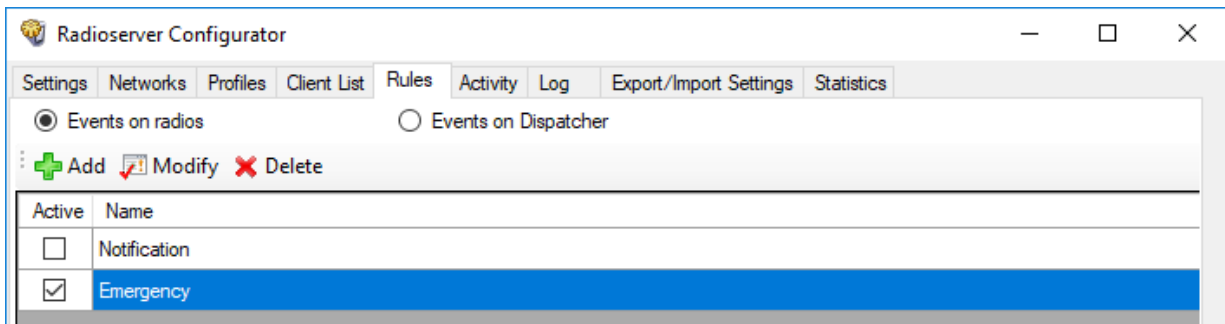 Radioserver Configurator
Settings Networks Profiles Client List Rules Activity Log Export/Import Settings Statistics
Events on radios Events on Dispatcher
Add Modify Delete
Active Name
Notification
Emergency